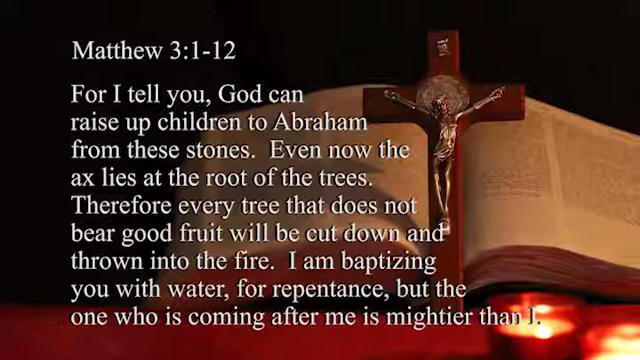 Matthew 3:1-12
For I tell you, God can
raise up children to Abraham
from these stones.  Even now the
ax lies at the root of the trees.
Therefore every tree that does not
bear good fruit will be cut down and
thrown into the fire.  I am baptizing
you with water, for repentance, but the
one who is coming after me is mightier than I.